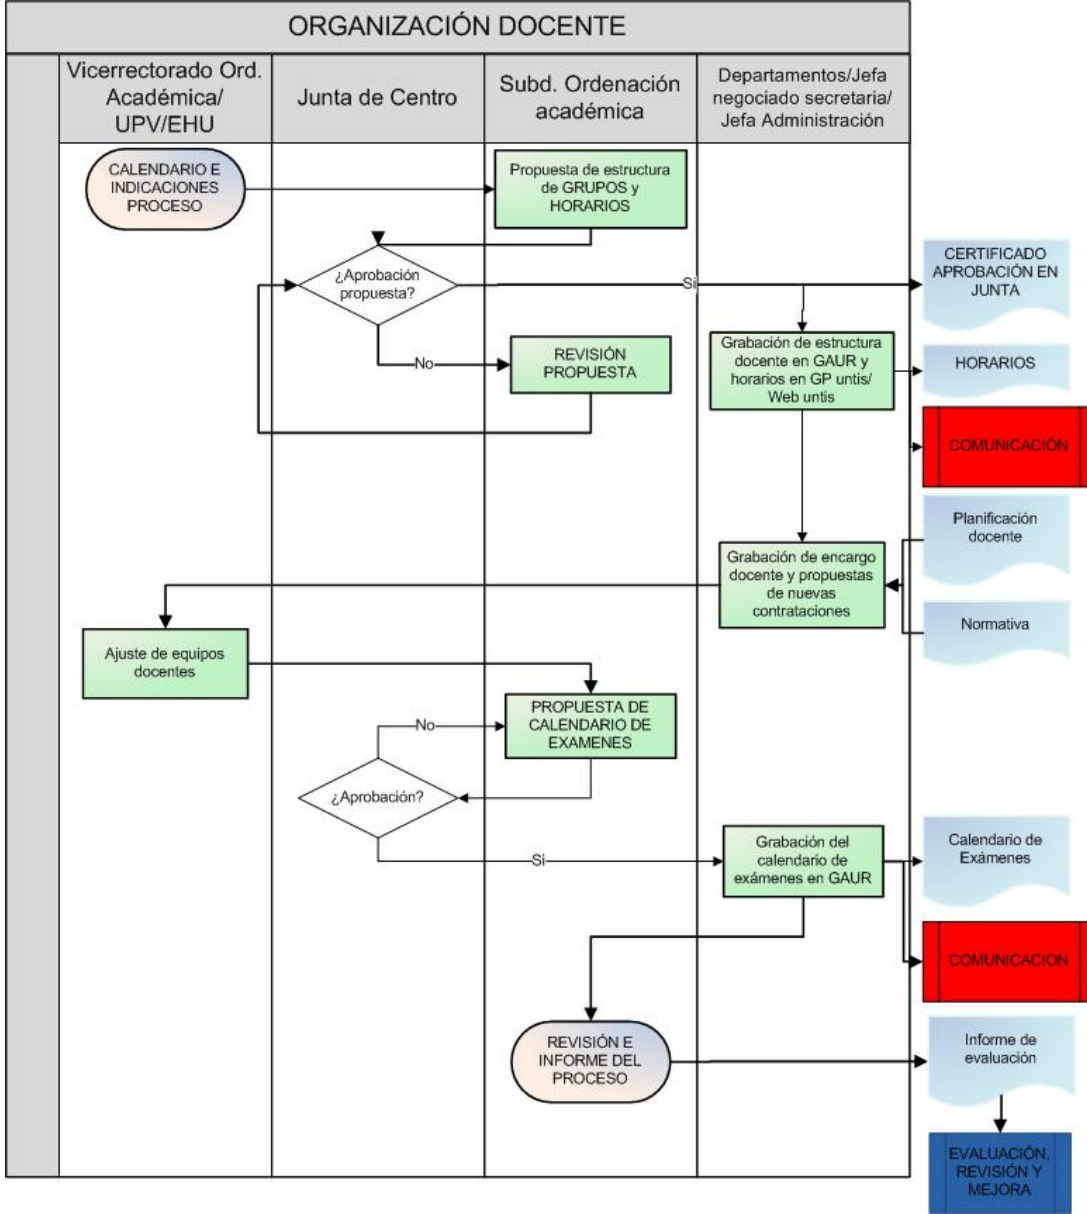 ORGANIZACIÓN DOCENTE
Vicerrectorado Ord.
Académica/
UPV/EHU
Junta de Centro
Subd. Ordenación
académica
Departamentos/Jefa
negociado secretaria/
Jefa Administración
CALENDARIO E
INDICACIONES
PROCESO
Propuesta de estructura
de GRUPOS y
HORARIOS
¿Aprobación
propuesta?
Si
CERTIFICADO
APROBACIÓN EN
JUNTA
No
REVISIÓN
PROPUESTA
Grabación de estructura
docente en GAUR y
horarios en GP untis/
Web untis
HORARIOS
COMUNICACIÓN
Planificación
docente
Grabación de encargo
docente y propuestas
de nuevas
contrataciones
Normativa
Ajuste de equipos
docentes
No
PROPUESTA DE
CALENDARIO DE
EXAMENES
¿Aprobación?
Si
Grabación del
calendario de
exámenes en GAUR
Calendario de
Exámenes
COMUNICACION
REVISIÓN E
INFORME DEL
PROCESO
Informe de
evaluación
EVALUACIÓN,
REVISIÓN Y
MEJORA